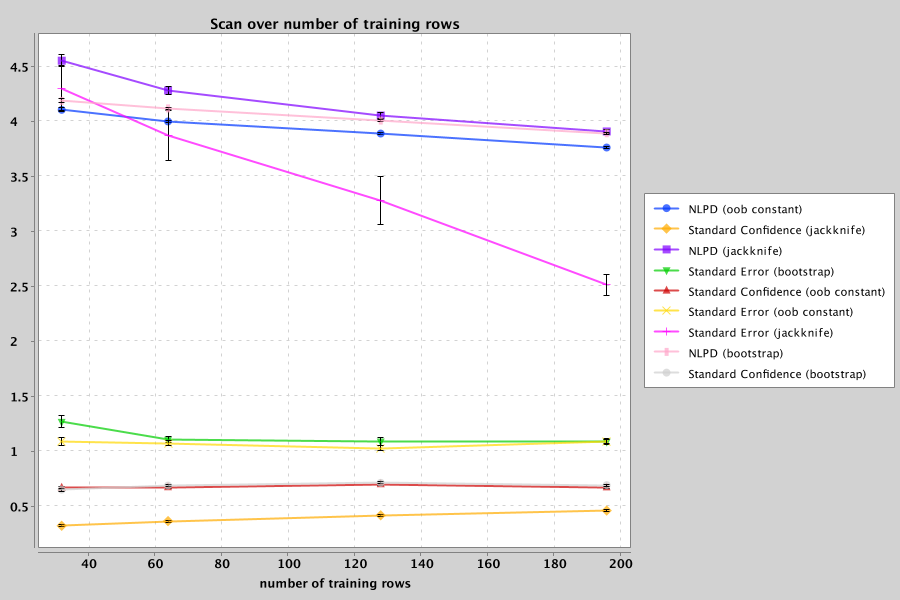 Scan over number of training rows
4.5
4
3.5
3
2.5
2
1.5
1
0.5
40 60 80 100 120 140 160 180 200
number of training rows
NLPD (oob constant)
Standard Confidence (jackknife)
NLPD (jackknife)
Standard Error (bootstrap)
Standard Confidence (oob constant)
Standard Error (oob constant)
Standard Error (jackknife)
NLPD (bootstrap)
Standard Confidence (bootstrap)